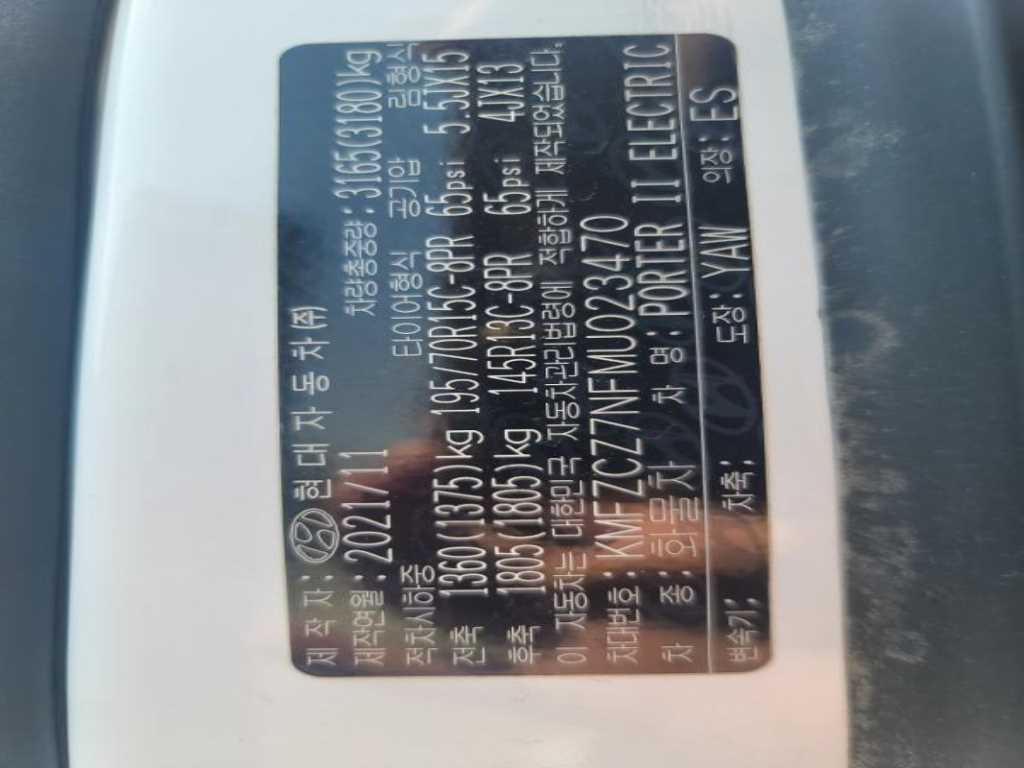 제 작 자: 현 대 자 동 차 ㈜
제작연월: 2021/11 차량총중량: 3165(3180)kg
적차시하중 타이어형식 공기압 림형식
전축 1360(1375)kg 195/70R15C-8PR 65psi 5.5JX15
후축 1805(1805)kg 145R13C-8PR 65psi 4JX13
이 자동차는 대한민국 자동차관리법령에 적합하게 제작되었습니다.
차대번호: KMFZCZ7NFMU023470
차 종: 화물차 차 명: PORTER II ELECTRIC
변속기: 차축: 도장: YAW 의장: ES